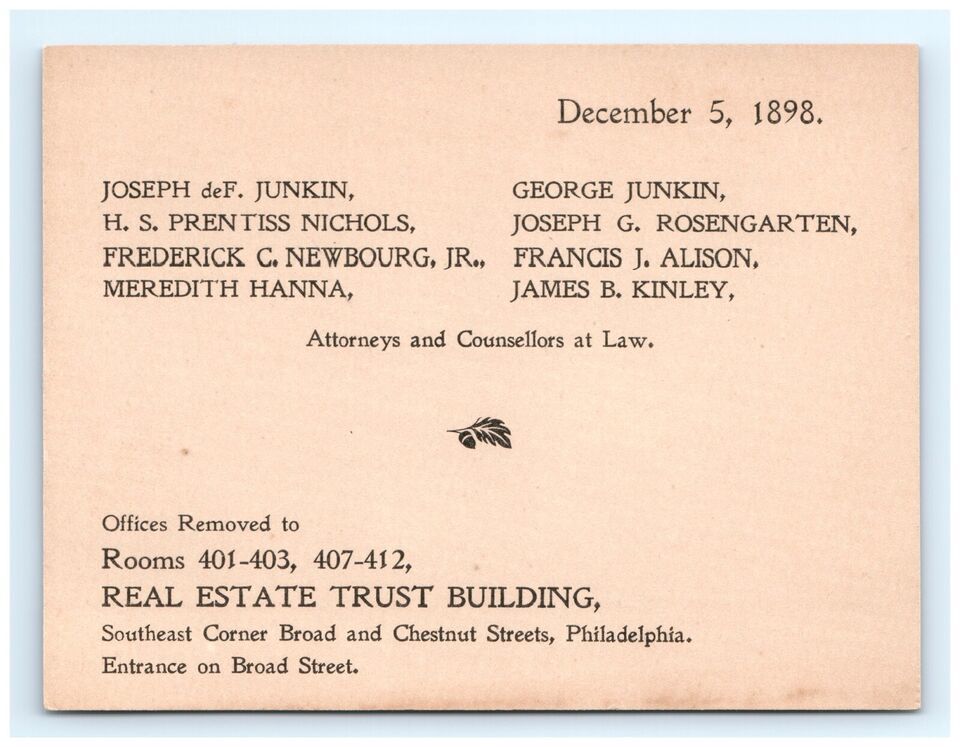 December 5, 1898.
JOSEPH deF. JUNKIN,
H. S. PRENTISS NICHOLS,
FREDERICK C. NEWBOURG, JR.,
MEREDITH HANNA,
GEORGE JUNKIN,
JOSEPH G. ROSENGARTEN,
FRANCIS J. ALISON,
JAMES B. KINLEY,
Attorneys and Counsellors at Law.
Offices Removed to
Rooms 401-403, 407-412,
REAL ESTATE TRUST BUILDING,
Southeast Corner Broad and Chestnut Streets, Philadelphia.
Entrance on Broad Street.